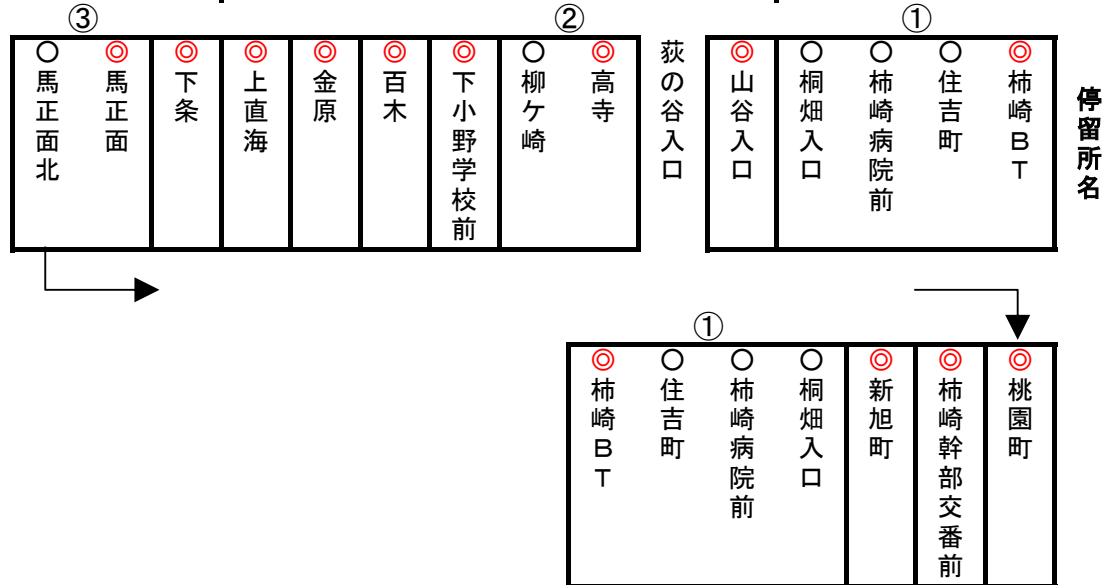 停留所名
①
◎柿崎BT
○住吉町
○柿崎病院前
○桐畑入口
◎山谷入口
荻の谷入口
②
◎高寺
○柳ケ崎
◎下小野学校前
◎百木
◎金原
◎上直海
◎下条
③
◎馬正面
○馬正面北
◎桃園町
◎柿崎幹部交番前
◎新旭町
①
○桐畑入口
○柿崎病院前
○住吉町
◎柿崎BT